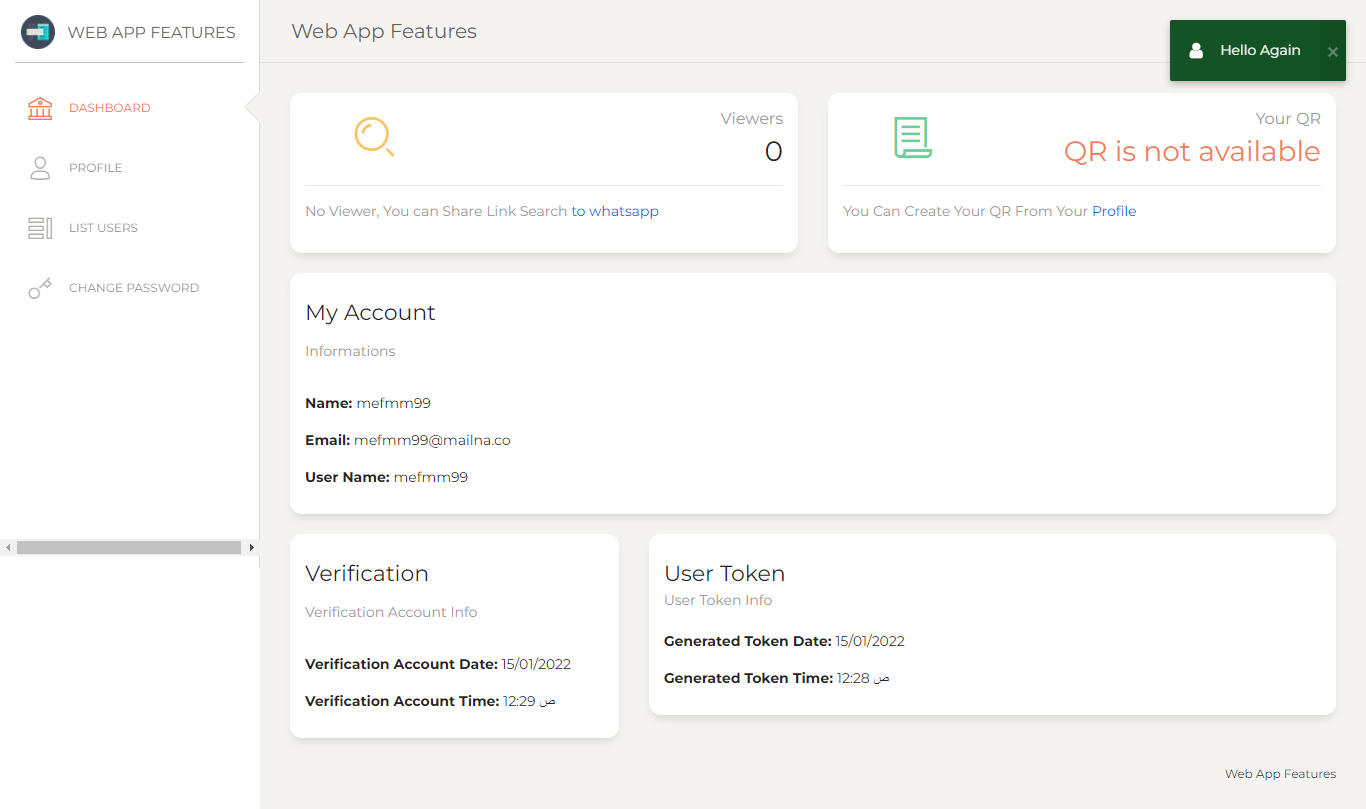 WEB APP FEATURES
Web App Features
Hello Again
×
DASHBOARD
PROFILE
LIST USERS
CHANGE PASSWORD
Viewers
0
No Viewer, You can Share Link Search to whatsapp
Your QR
QR is not available
You Can Create Your QR From Your Profile
My Account
Informations
Name: mefmm99
Email: mefmm99@mailna.co
User Name: mefmm99
Verification
Verification Account Info
Verification Account Date: 15/01/2022
Verification Account Time: 12:29 ص
User Token
User Token Info
Generated Token Date: 15/01/2022
Generated Token Time: 12:28 ص
Web App Features